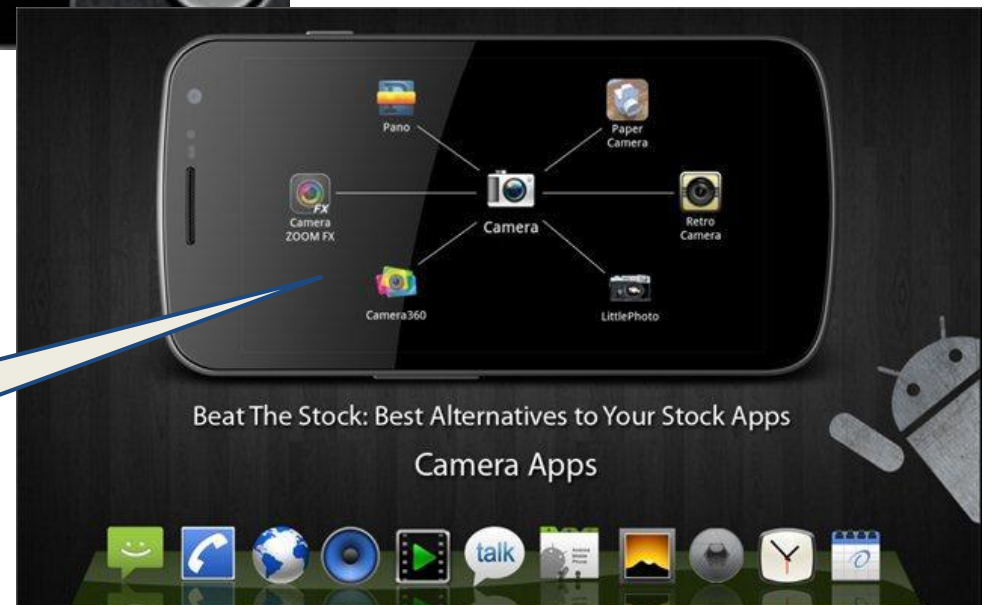 Pano
Paper
Camera
Camera
ZOOM FX
FX
Camera
Retro
Camera
Camera360
LittlePhoto
Beat The Stock: Best Alternatives to Your Stock Apps
Camera Apps
talk